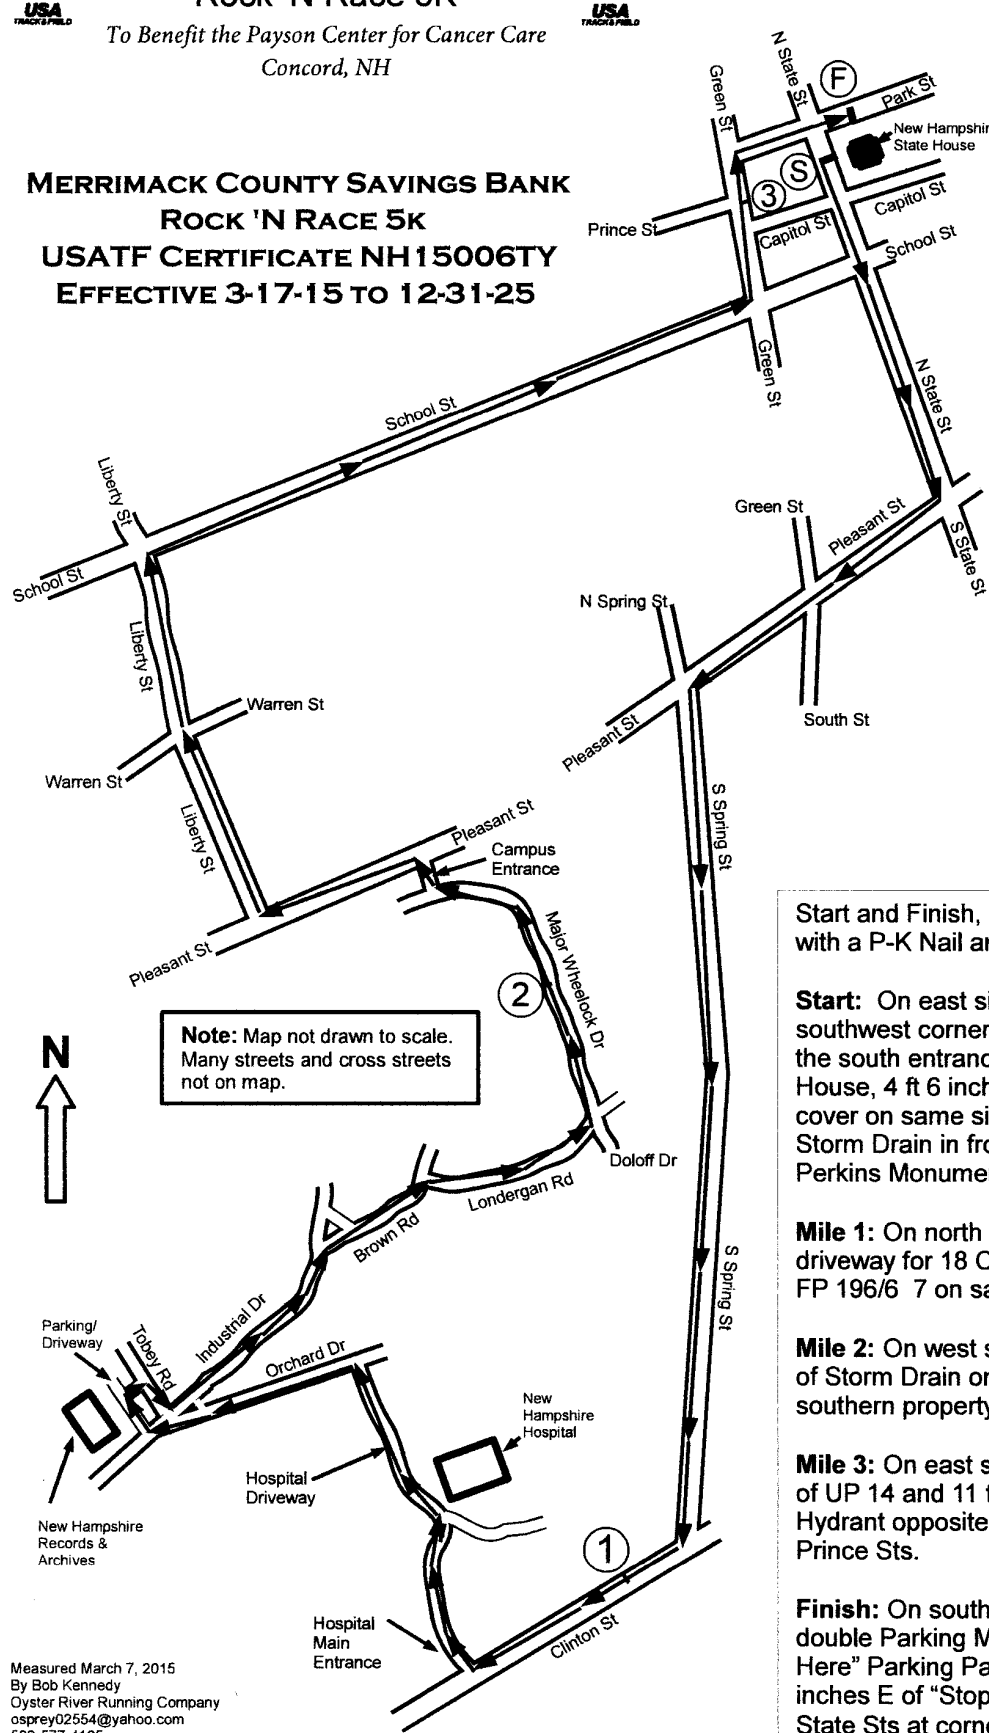 USA
TRACK & FIELD
Rock 'N Race 5K
USA
TRACK & FIELD
To Benefit the Payson Center for Cancer Care
Concord, NH
MERRIMACK COUNTY SAVINGS BANK
ROCK 'N RACE 5K
USATF CERTIFICATE NH15006TY
EFFECTIVE 3-17-15 TO 12-31-25
N State St
F
Green St
Park St
New Hampshir
State House
S
3
Capitol St
Prince St
Capitol St
School St
Green St
N State St
School St
Liberty St
School St
Green St
Pleasant St
S State St
N Spring St
Liberty St
Warren St
South St
Pleasant St
Warren St
Liberty St
S Spring St
Pleasant St
Campus
Entrance
Pleasant St
Major Wheelock Dr
2
N
Note: Map not drawn to scale.
Many streets and cross streets
not on map.
Doloff Dr
Londergan Rd
Brown Rd
S Spring St
Industrial Dr
Parking/
Driveway
Tobey Rd
Orchard Dr
New
Hampshire
Hospital
Hospital
Driveway
New Hampshire
Records &
Archives
1
Hospital
Main
Entrance
Clinton St
Measured March 7, 2015
By Bob Kennedy
Oyster River Running Company
osprey02554@yahoo.com
Start and Finish,
with a P-K Nail an
Start: On east si
southwest corner
the south entranc
House, 4 ft 6 inch
cover on same si
Storm Drain in fro
Perkins Monume
Mile 1: On north
driveway for 18 C
FP 196/6 7 on sa
Mile 2: On west s
of Storm Drain on
southern property
Mile 3: On east s
of UP 14 and 11 f
Hydrant opposite
Prince Sts.
Finish: On south
double Parking M
Here" Parking Pa
inches E of "Stop
State Sts at corne